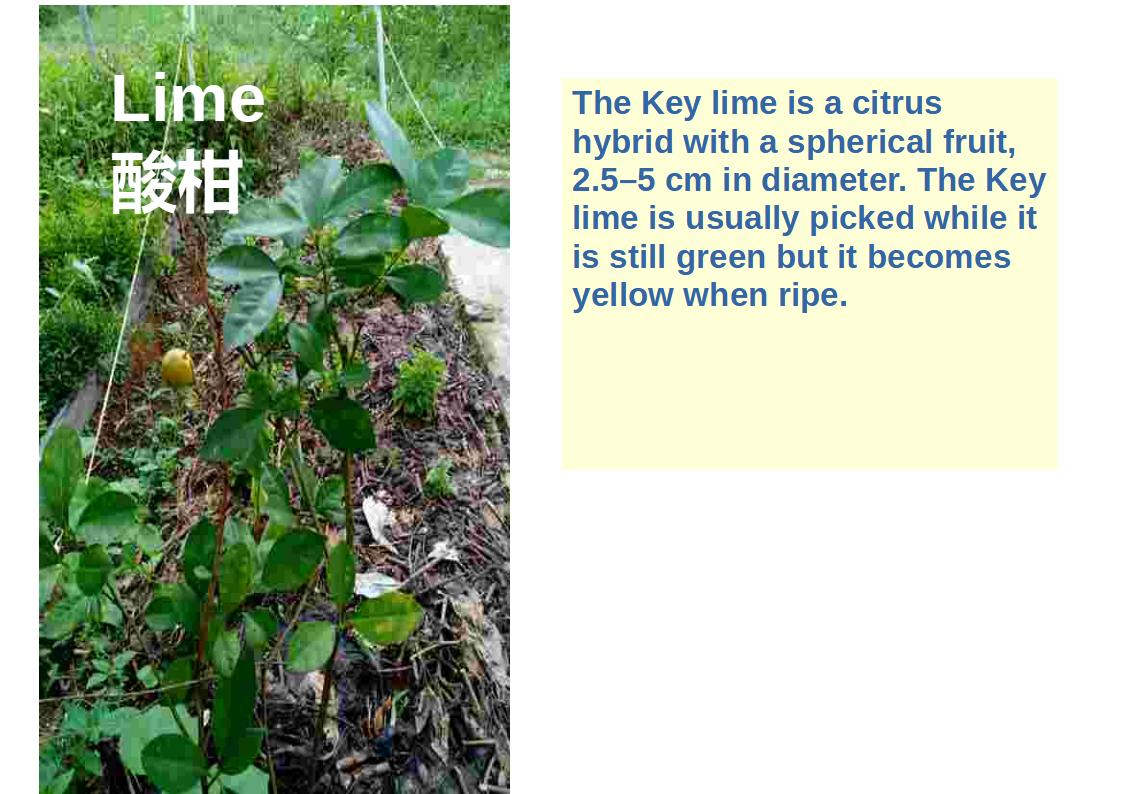 Lime
酸柑
The Key lime is a citrus
hybrid with a spherical fruit,
2.5–5 cm in diameter. The Key
lime is usually picked while it
is still green but it becomes
yellow when ripe.